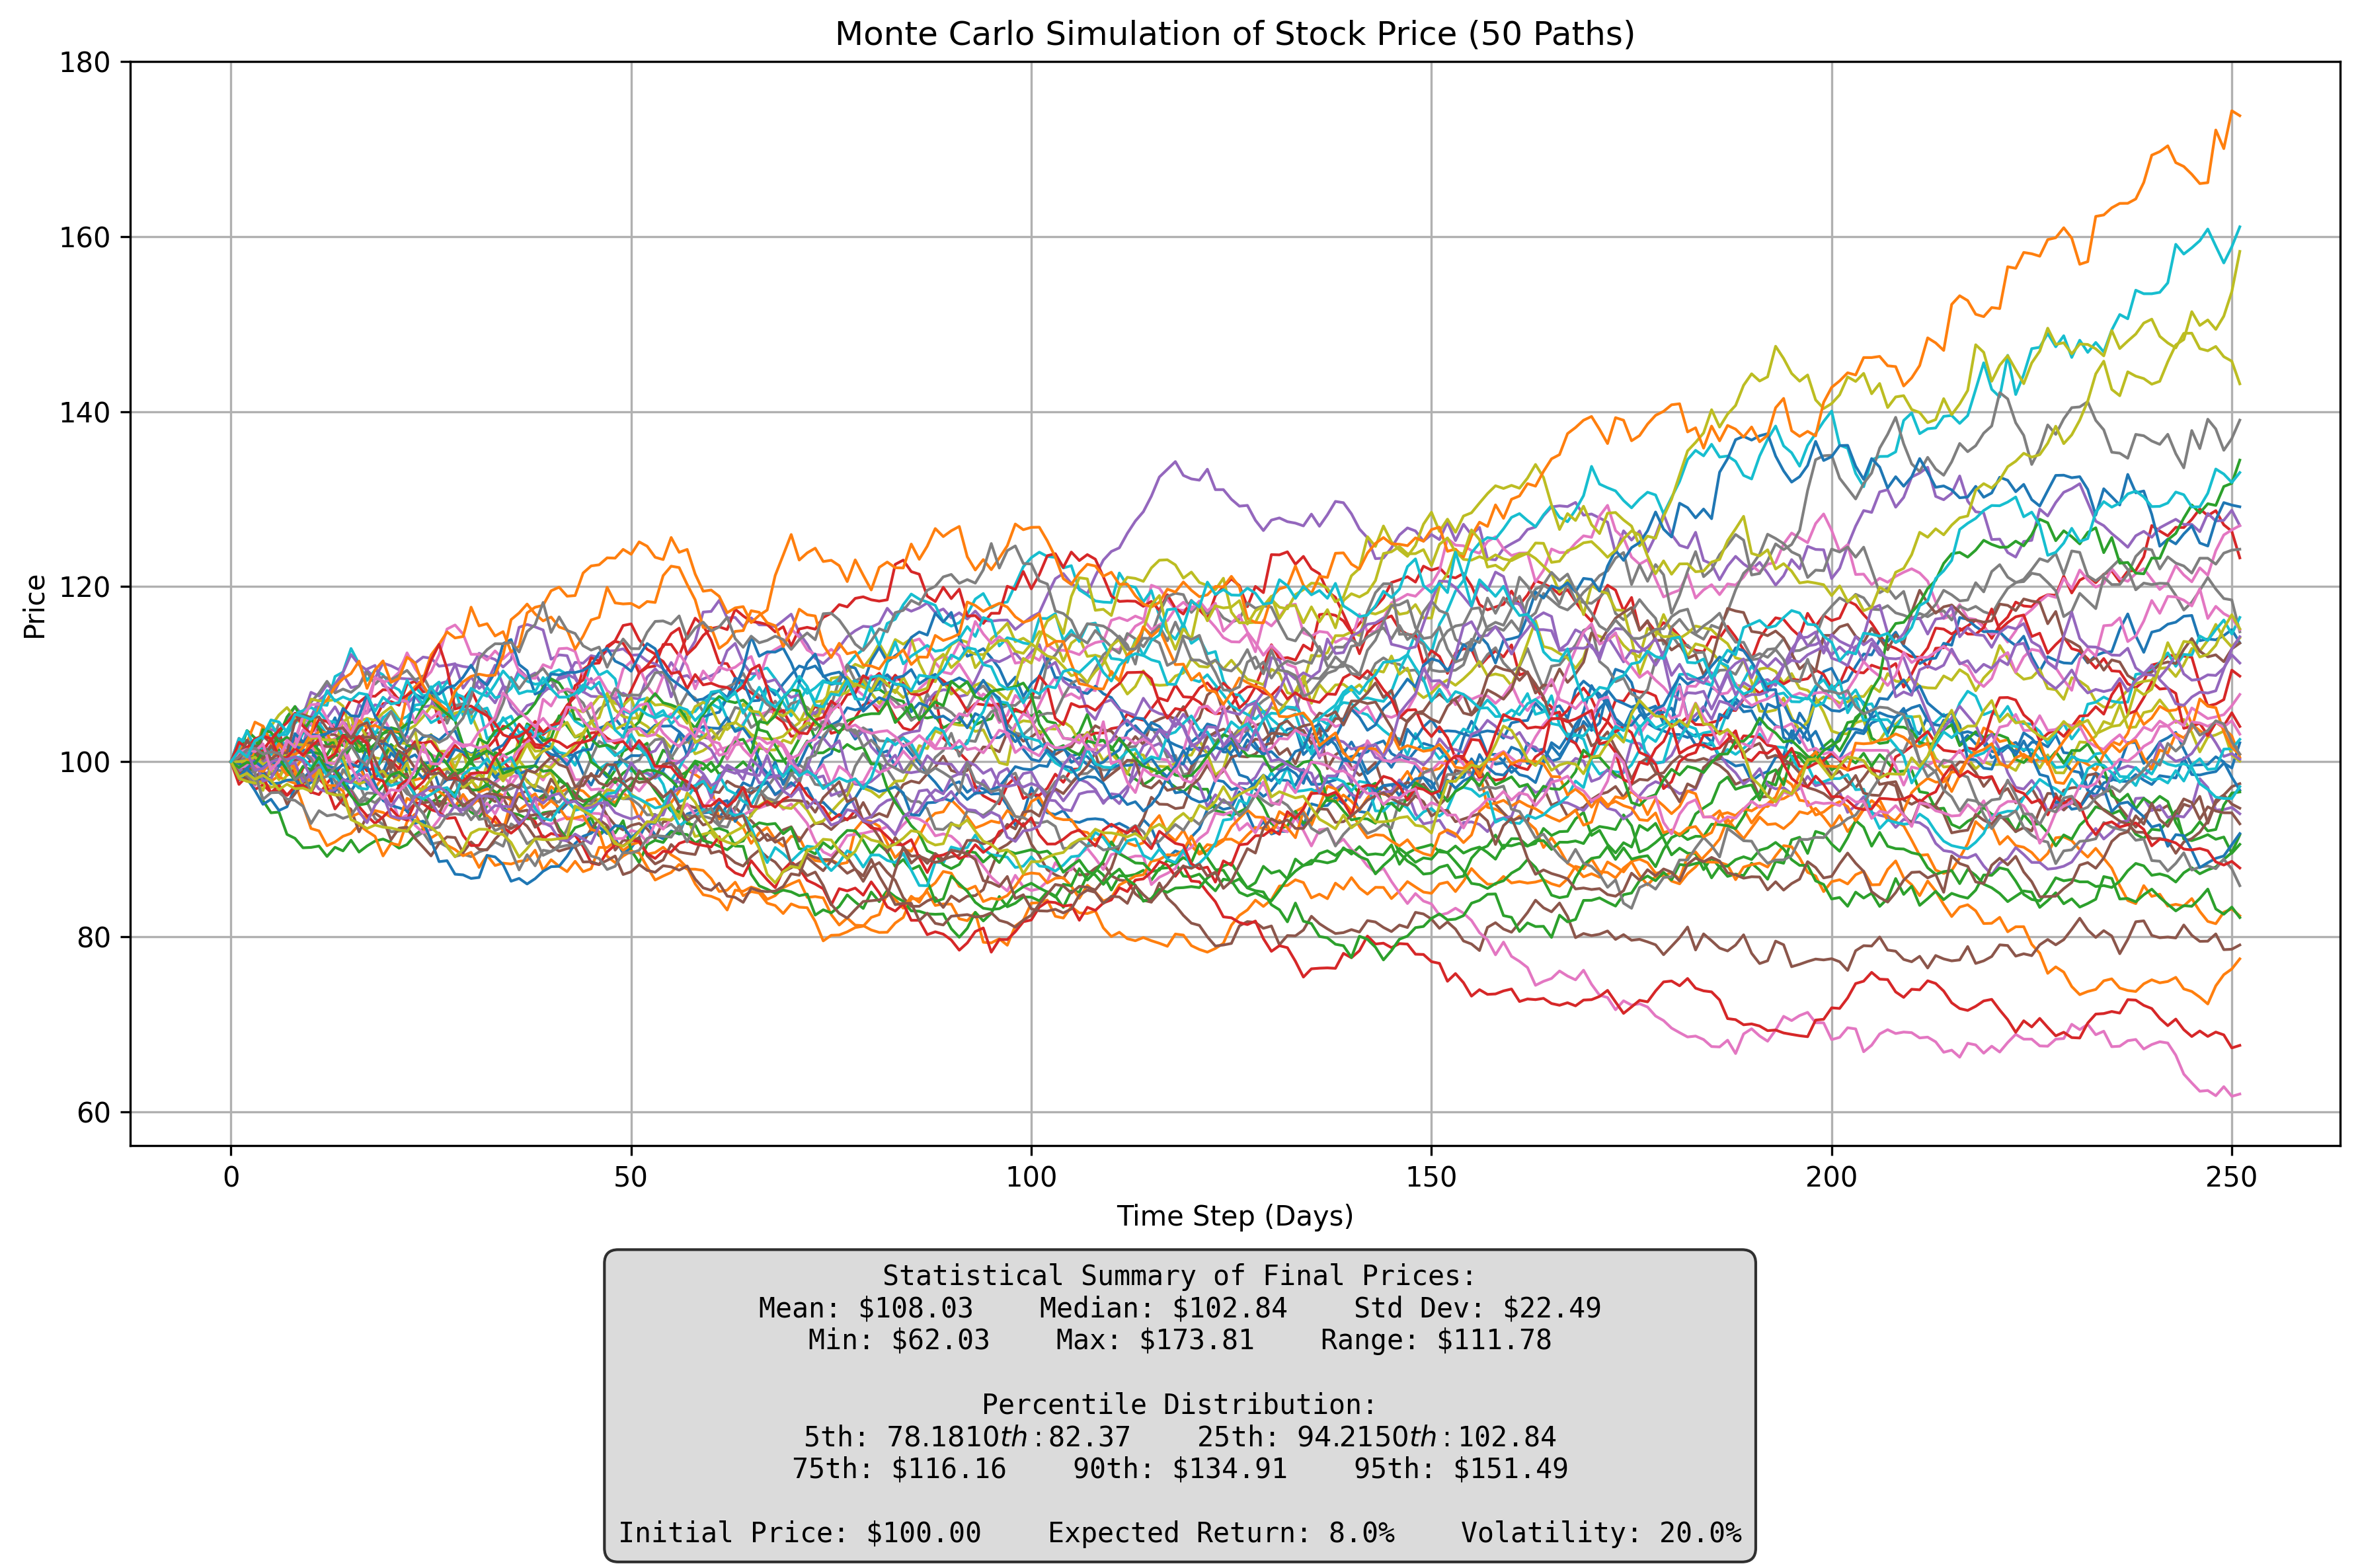 Monte Carlo Simulation of Stock Price (50 Paths)
180
160
140
120
100
80
60
Price
0 50 100 150 200 250
Time Step (Days)
Statistical Summary of Final Prices:
Mean: $108.03 Median: $102.84 Std Dev: $22.49
Min: $62.03 Max: $173.81 Range: $111.78
Percentile Distribution:
5th: 78.1810th:82.37 25th: 94.2150th:102.84
75th: $116.16 90th: $134.91 95th: $151.49
Initial Price: $100.00 Expected Return: 8.0% Volatility: 20.0%